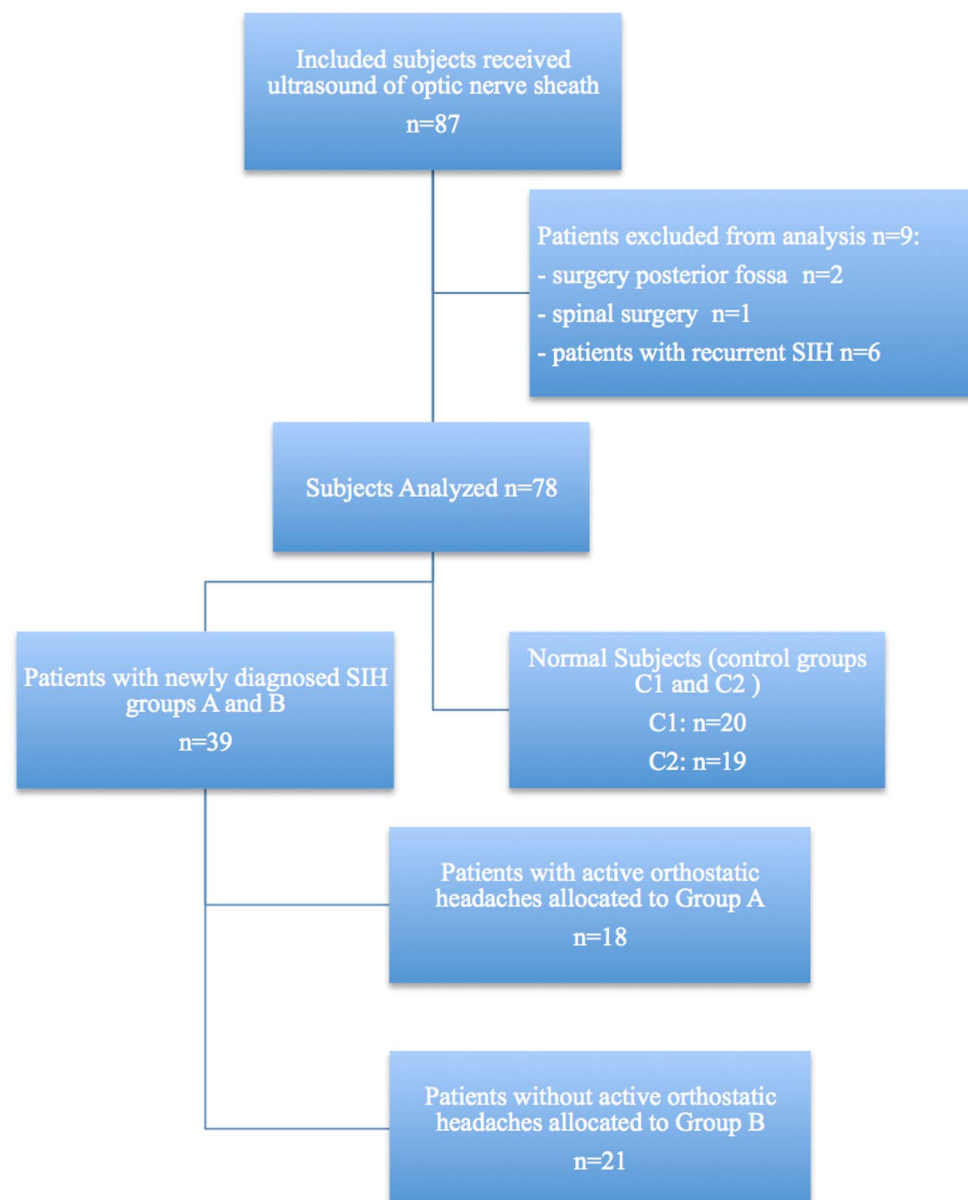 Included subjects received
ultrasound of optic nerve sheath
n=87
Patients excluded from analysis n=9:
- surgery posterior fossa n=2
- spinal surgery n=1
- patients with recurrent SIH n=6
Subjects Analyzed n=78
Patients with newly diagnosed SIH
groups A and B
n=39
Normal Subjects (control groups
C1 and C2 )
C1: n=20
C2: n=19
Patients with active orthostatic
headaches allocated to Group A
n=18
Patients without active orthostatic
headaches allocated to Group B
n=21